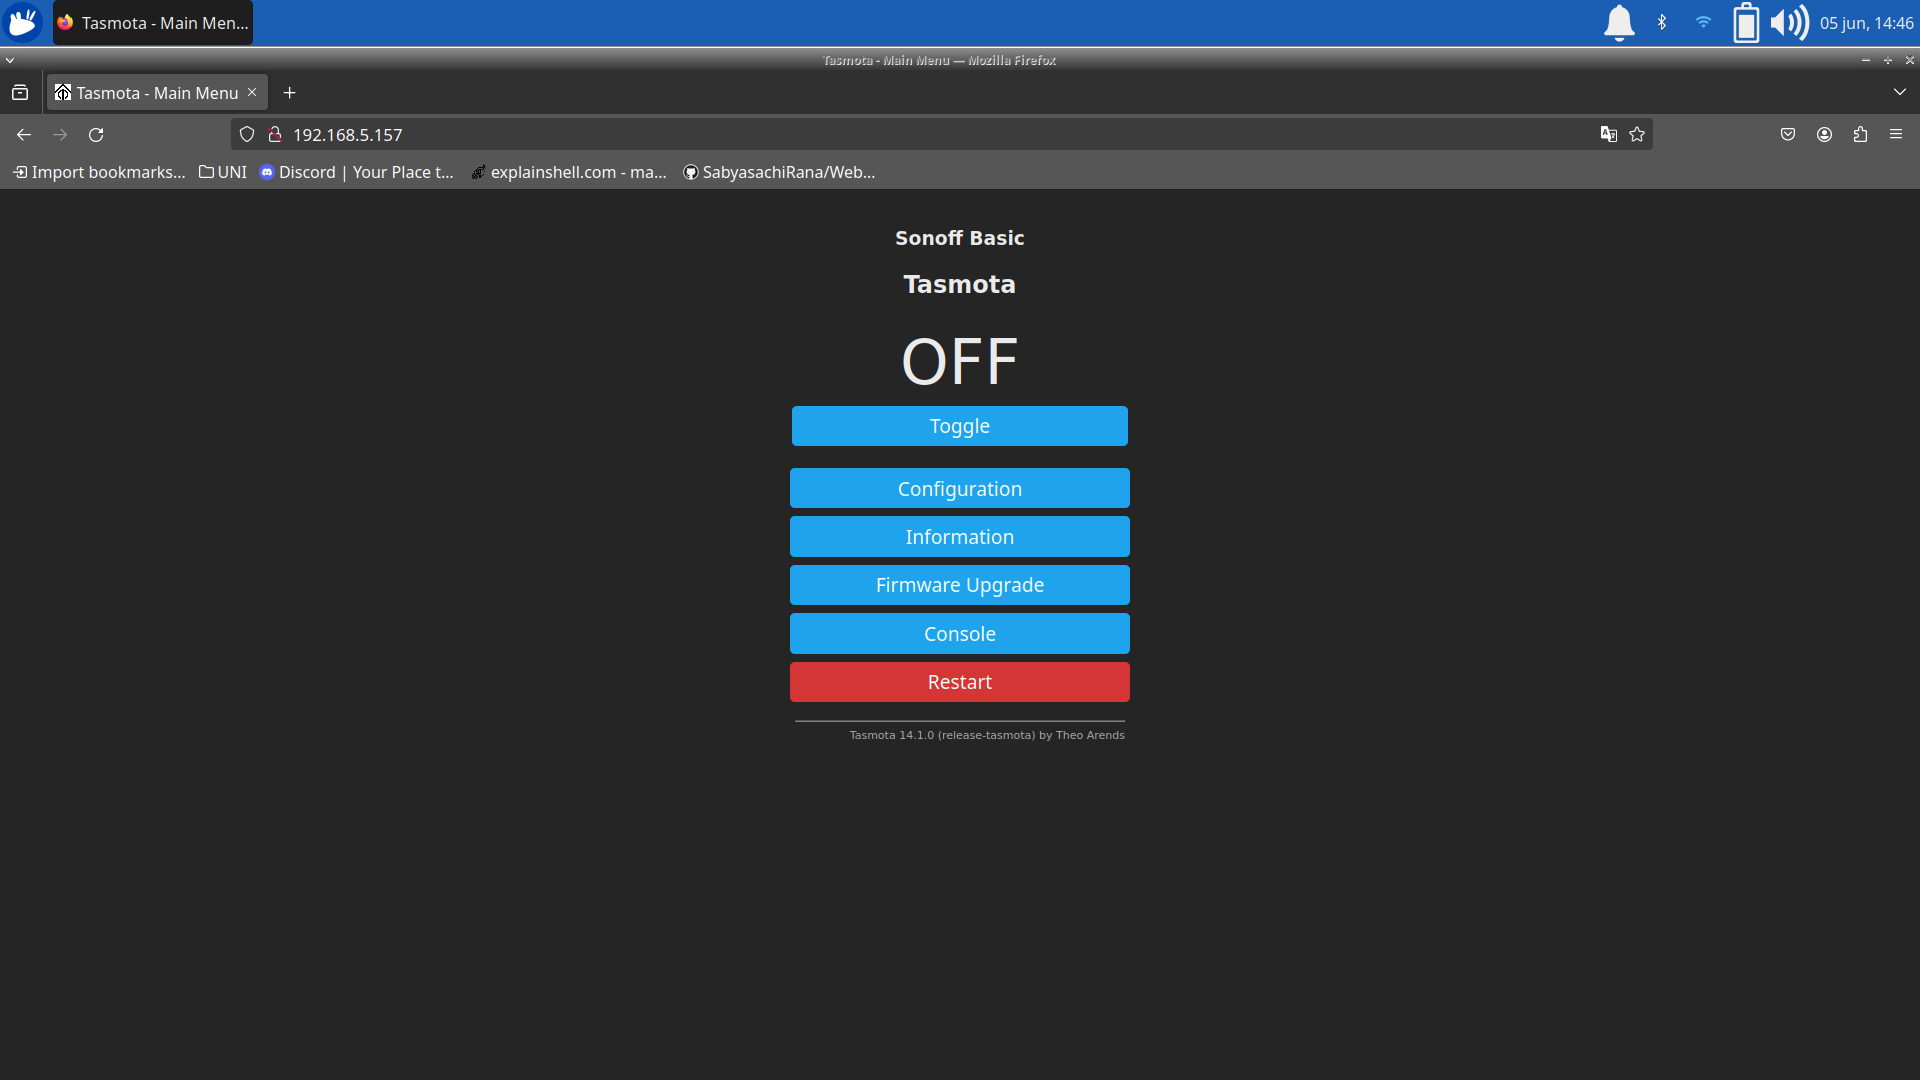 Tasmota - Main Men...
05 jun, 14:46
Tasmota - Main Menu — Mozilla Firefox
Tasmota - Main Menu
192.168.5.157
Import bookmarks...
UNI
Discord | Your Place t...
explainshell.com - ma...
SabyasachiRana/Web...
Sonoff Basic
Tasmota
OFF
Toggle
Configuration
Information
Firmware Upgrade
Console
Restart
Tasmota 14.1.0 (release-tasmota) by Theo Arends